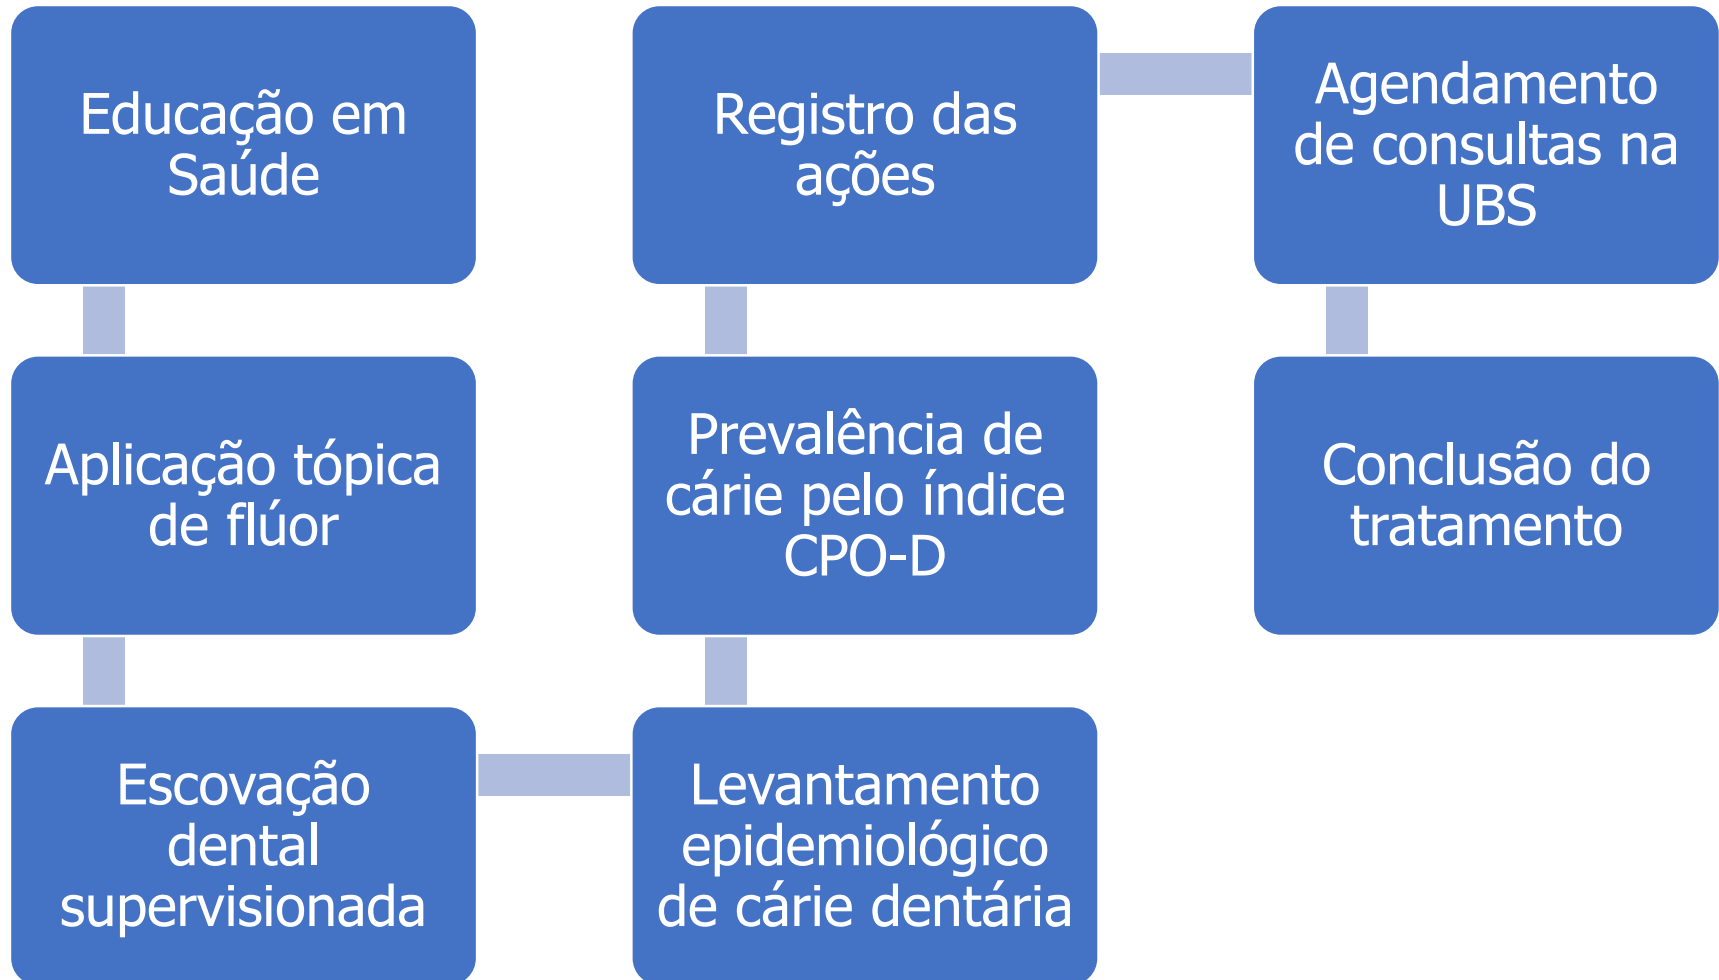 Educação em
Saúde
Aplicação tópica
de flúor
Escovação
dental
supervisionada
Levantamento
epidemiológico
de cárie dentária
Prevalência de
cárie pelo índice
CPO-D
Registro das
ações
Agendamento
de consultas na
UBS
Conclusão do
tratamento